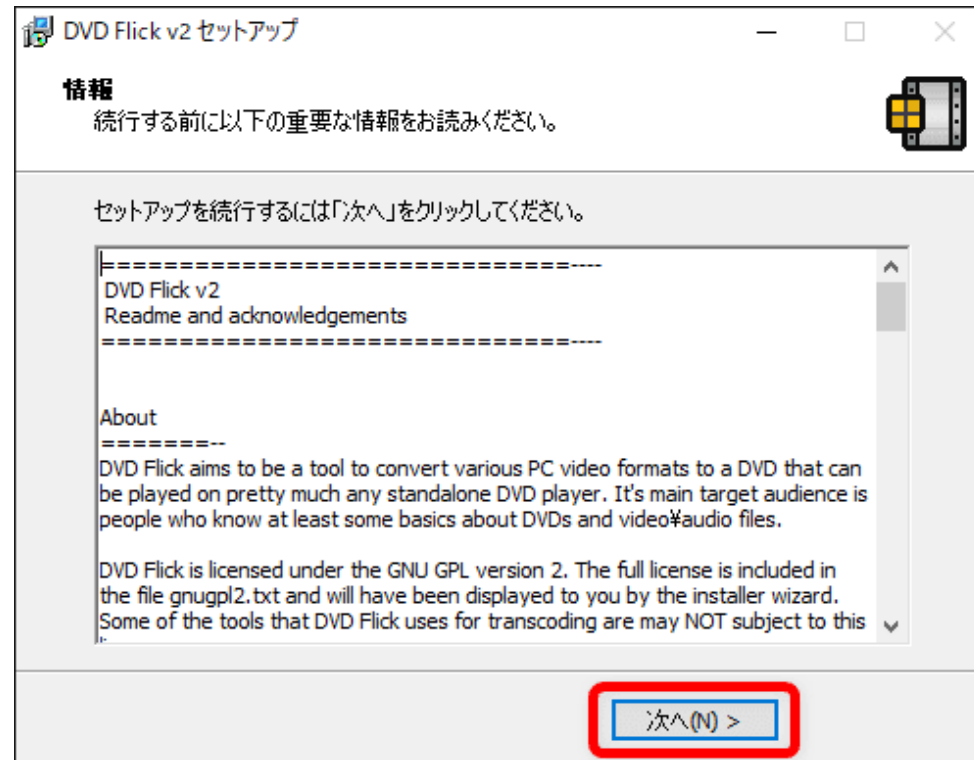 DVD Flick v2 セットアップ
情報
続行する前に以下の重要な情報をお読みください。
セットアップを続行するには「次へ」をクリックしてください。
==============================----
DVD Flick v2
Readme and acknowledgements
==============================----
About
=======--
DVD Flick aims to be a tool to convert various PC video formats to a DVD that can
be played on pretty much any standalone DVD player. It's main target audience is
people who know at least some basics about DVDs and video¥audio files.
DVD Flick is licensed under the GNU GPL version 2. The full license is included in
the file gnugpl2.txt and will have been displayed to you by the installer wizard.
Some of the tools that DVD Flick uses for transcoding are may NOT subject to this
次へ(N) >